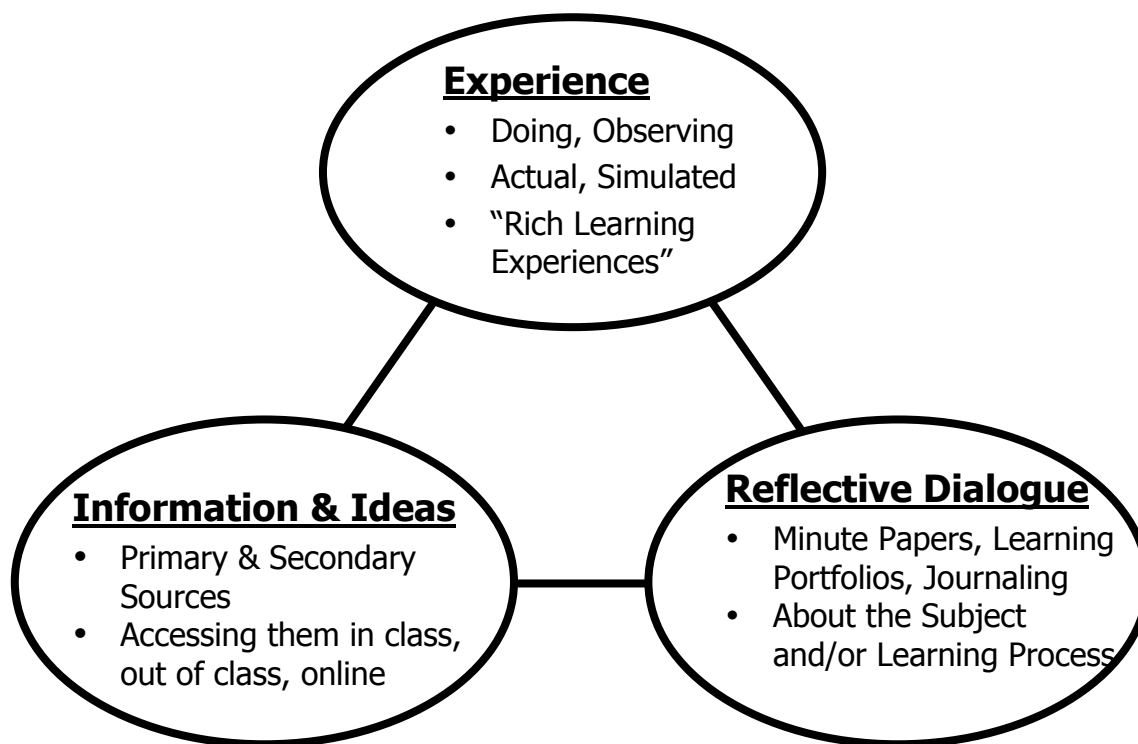 Experience
• Doing, Observing
• Actual, Simulated
• “Rich Learning
Experiences”
Information & Ideas
• Primary & Secondary
Sources
• Accessing them in class,
out of class, online
Reflective Dialogue
• Minute Papers, Learning
Portfolios, Journaling
• About the Subject
and/or Learning Process